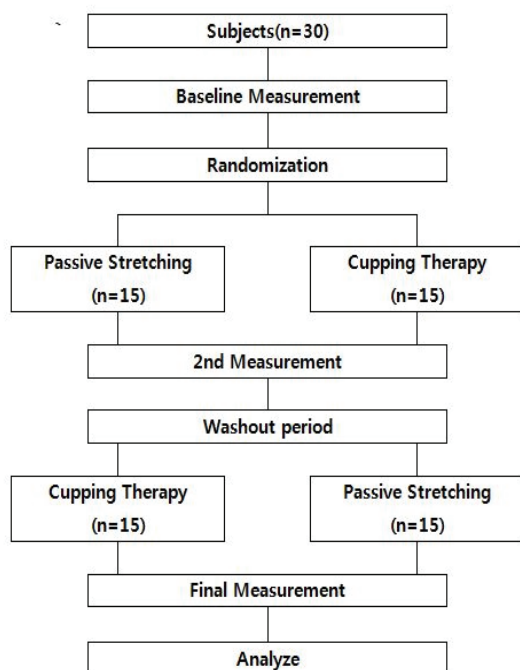 Subjects(n=30)
Baseline Measurement
Randomization
Passive Stretching
(n=15)
Cupping Therapy
(n=15)
2nd Measurement
Washout period
Cupping Therapy
(n=15)
Passive Stretching
(n=15)
Final Measurement
Analyze